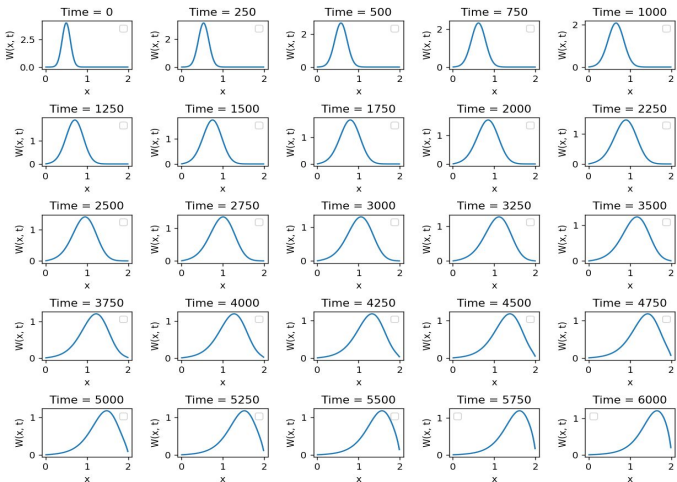 Time = 0 Time = 250 Time = 500 Time = 750 Time = 1000
W(x, t) 2.5 0.0 0 1 2 x
W(x, t) 2 0 0 1 2 x
W(x, t) 2 0 0 1 2 x
W(x, t) 2 0 0 1 2 x
W(x, t) 2 0 0 1 2 x
Time = 1250 Time = 1500 Time = 1750 Time = 2000 Time = 2250
W(x, t) 1 0 0 1 2 x
W(x, t) 1 0 0 1 2 x
W(x, t) 1 0 0 1 2 x
W(x, t) 1 0 0 1 2 x
W(x, t) 1 0 0 1 2 x
Time = 2500 Time = 2750 Time = 3000 Time = 3250 Time = 3500
W(x, t) 1 0 0 1 2 x
W(x, t) 1 0 0 1 2 x
W(x, t) 1 0 0 1 2 x
W(x, t) 1 0 0 1 2 x
W(x, t) 1 0 0 1 2 x
Time = 3750 Time = 4000 Time = 4250 Time = 4500 Time = 4750
W(x, t) 1 0 0 1 2 x
W(x, t) 1 0 0 1 2 x
W(x, t) 1 0 0 1 2 x
W(x, t) 1 0 0 1 2 x
W(x, t) 1 0 0 1 2 x
Time = 5000 Time = 5250 Time = 5500 Time = 5750 Time = 6000
W(x, t) 1 0 0 1 2 x
W(x, t) 1 0 0 1 2 x
W(x, t) 1 0 0 1 2 x
W(x, t) 1 0 0 1 2 x
W(x, t) 1 0 0 1 2 x